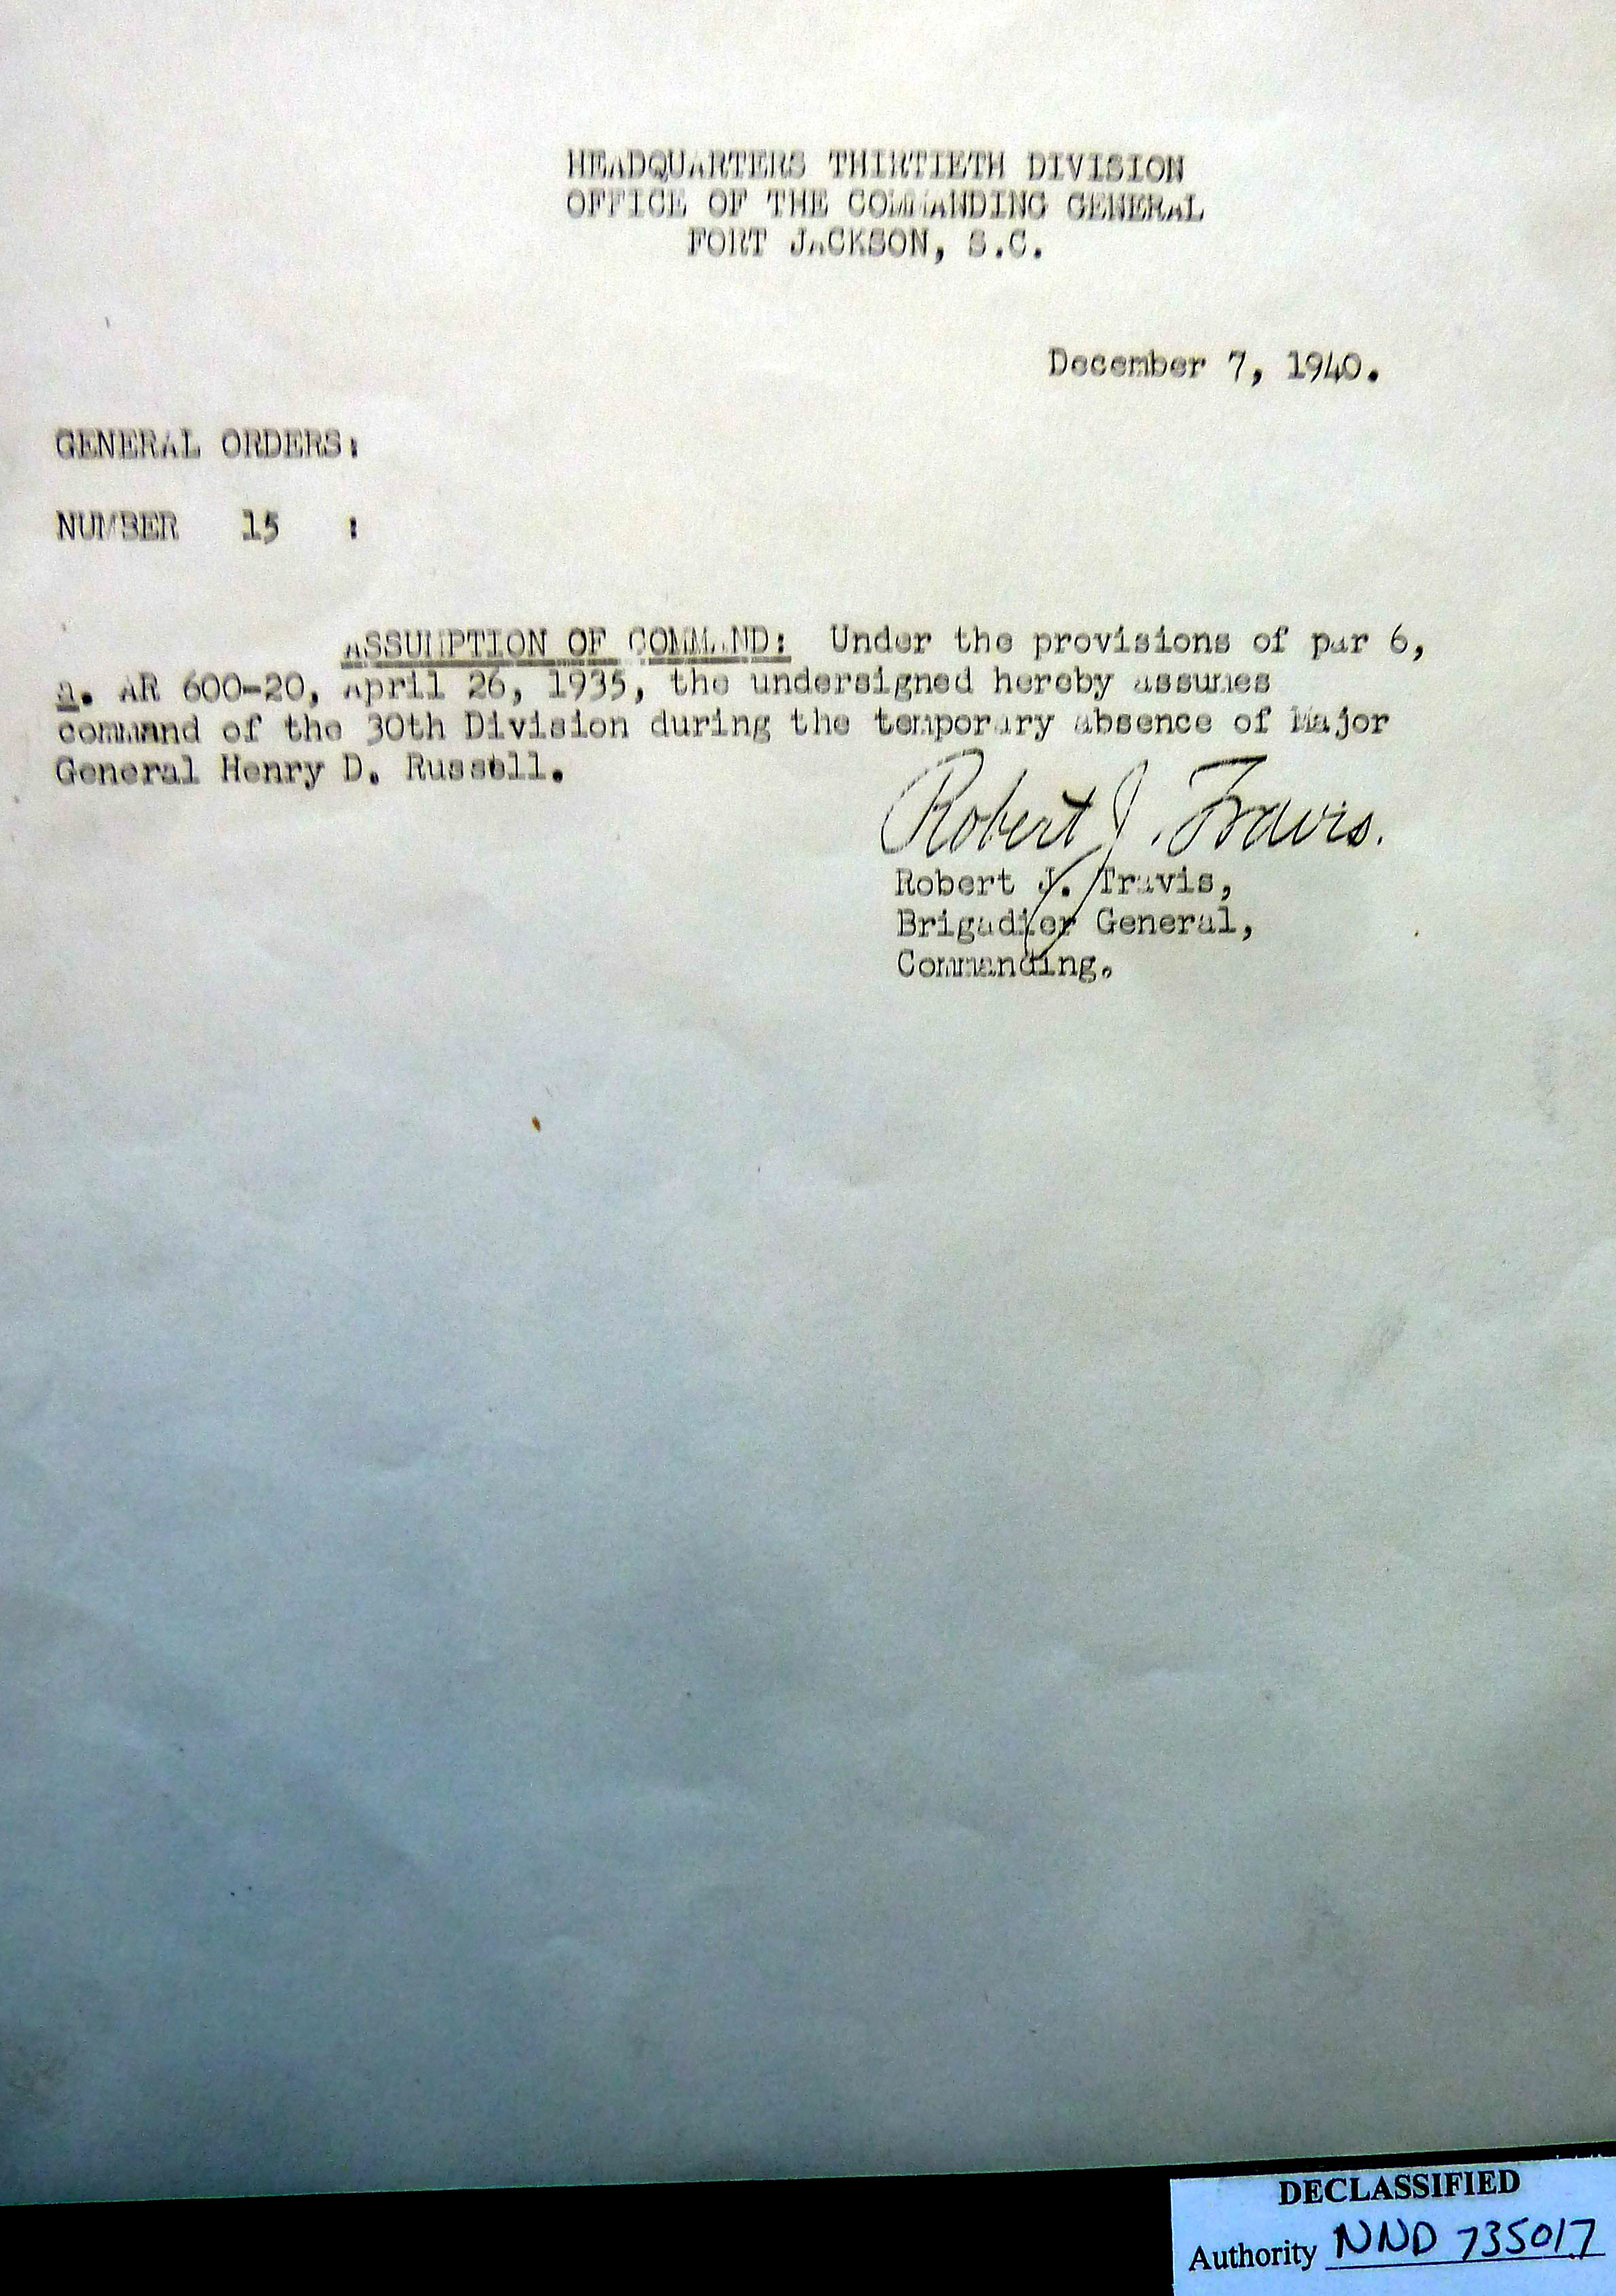 HEADQUARTERS THIRTIETH DIVISION
OFFICE OF THE COMMANDING GENERAL
FORT JACKSON, S.C.
December 7, 1940.
GENERAL ORDERS:
NUMBER 15 :
ASSUMPTION OF COMMAND: Under the provisions of par 6,
a. AR 600-20, April 26, 1935, the undersigned hereby assumes
command of the 30th Division during the temporary absence of Major
General Henry D. Russell.
Robert J. Travis.
Robert J. Travis,
Brigadier General,
Commanding.
DECLASSIFIED
Authority NND 735017